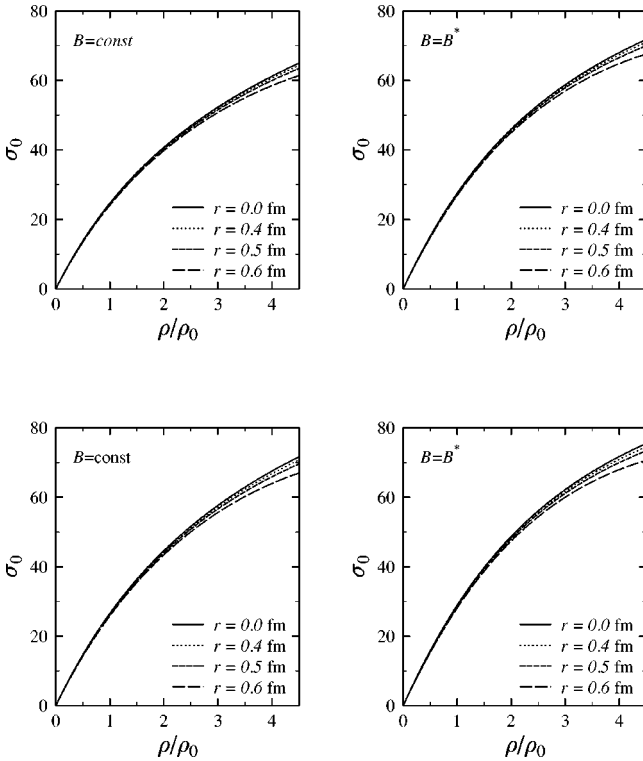 80
60
40
20
0
σ₀
B=const
r = 0.0 fm
r = 0.4 fm
r = 0.5 fm
r = 0.6 fm
0 1 2 3 4
ρ/ρ₀
80
60
40
20
0
σ₀
B=B*
r = 0.0 fm
r = 0.4 fm
r = 0.5 fm
r = 0.6 fm
0 1 2 3 4
ρ/ρ₀
80
60
40
20
0
σ₀
B=const
r = 0.0 fm
r = 0.4 fm
r = 0.5 fm
r = 0.6 fm
0 1 2 3 4
ρ/ρ₀
80
60
40
20
0
σ₀
B=B*
r = 0.0 fm
r = 0.4 fm
r = 0.5 fm
r = 0.6 fm
0 1 2 3 4
ρ/ρ₀